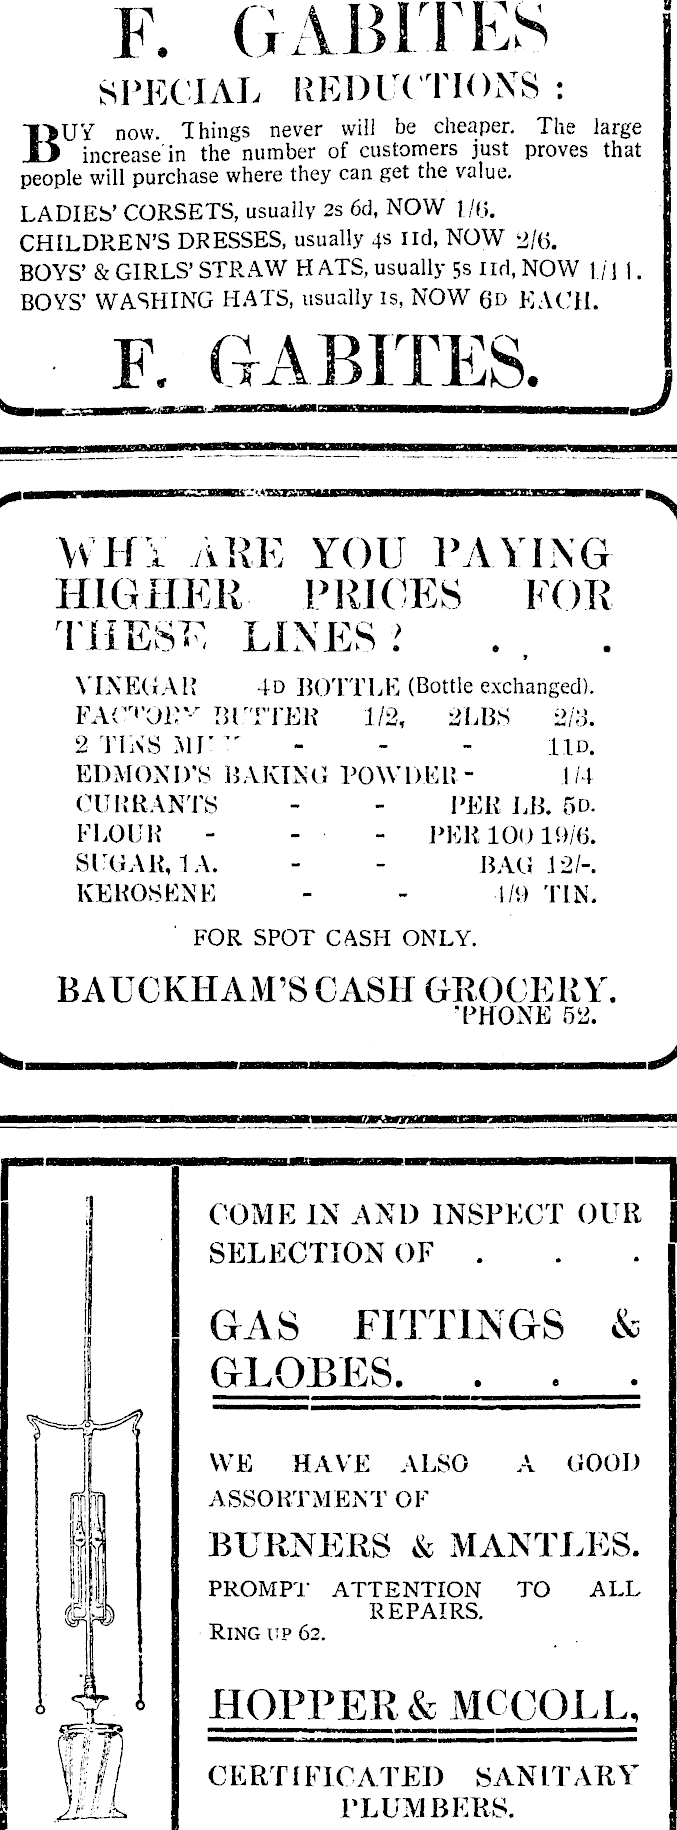 F. GABITES
SPECIAL REDUCTIONS :
BUY now. Things never will be cheaper. The large
increase in the number of customers just proves that
people will purchase where they can get the value.
LADIES' CORSETS, usually 2s 6d, NOW 1/6.
CHILDREN'S DRESSES, usually 4s 11d, NOW 2/6.
BOYS' & GIRLS' STRAW HATS, usually 5s 11d, NOW 1/11.
BOYS' WASHING HATS, usually 1s, NOW 6D EACH.
F. GABITES.
WHY ARE YOU PAYING
HIGHER PRICES FOR
THESE LINES? . . .
VINEGAR 4D BOTTLE (Bottle exchanged).
FACTORY BUTTER 1/2, 2LBS 2/3.
2 TINS - - - 11D.
EDMOND'S BAKING POWDER - 1/4
CURRANTS - - PER LB. 5D.
FLOUR - - - PER 100 19/6.
SUGAR, 1A. - - BAG 12/-.
KEROSENE - - 4/9 TIN.
FOR SPOT CASH ONLY.
BAUCKHAM'S CASH GROCERY.
'PHONE 52.
COME IN AND INSPECT OUR
SELECTION OF . . .
GAS FITTINGS &
GLOBES. . . .
WE HAVE ALSO A GOOD
ASSORTMENT OF
BURNERS & MANTLES.
PROMPT ATTENTION TO ALL
REPAIRS.
RING UP 62.
HOPPER & MCCOLL,
CERTIFICATED SANITARY
PLUMBERS.